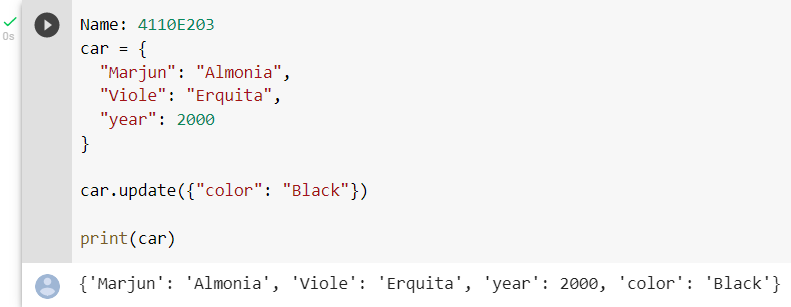 0s
Name: 4110E203
car = {
  "Marjun": "Almonia",
  "Viole": "Erquita",
  "year": 2000
}
car.update({"color": "Black"})
print(car)
{'Marjun': 'Almonia', 'Viole': 'Erquita', 'year': 2000, 'color': 'Black'}